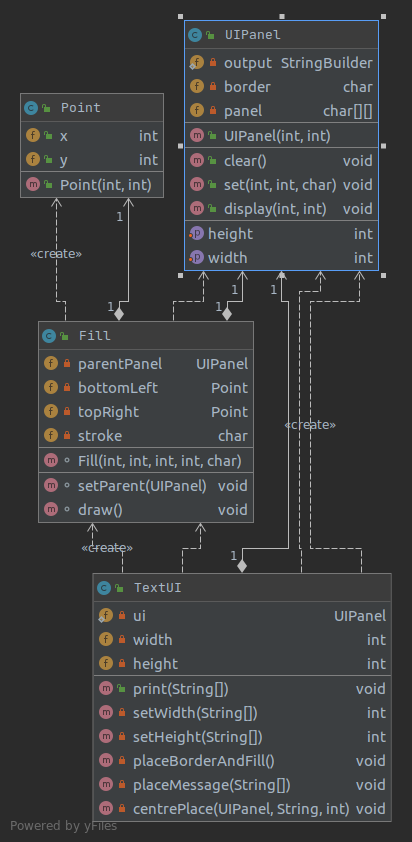 UIPanel
output StringBuilder
border char
panel char[][]
UIPanel(int, int)
clear() void
set(int, int, char) void
display(int, int) void
height int
width int
Point
x int
y int
Point(int, int)
1
«create»
1
1
1
1
Fill
parentPanel UIPanel
bottomLeft Point
topRight Point
stroke char
Fill(int, int, int, int, char)
setParent(UIPanel) void
draw() void
«create»
«create»
1
TextUI
ui UIPanel
width int
height int
print(String[]) void
setWidth(String[]) int
setHeight(String[]) int
placeBorderAndFill() void
placeMessage(String[]) void
centrePlace(UIPanel, String, int) void
Powered by yFiles